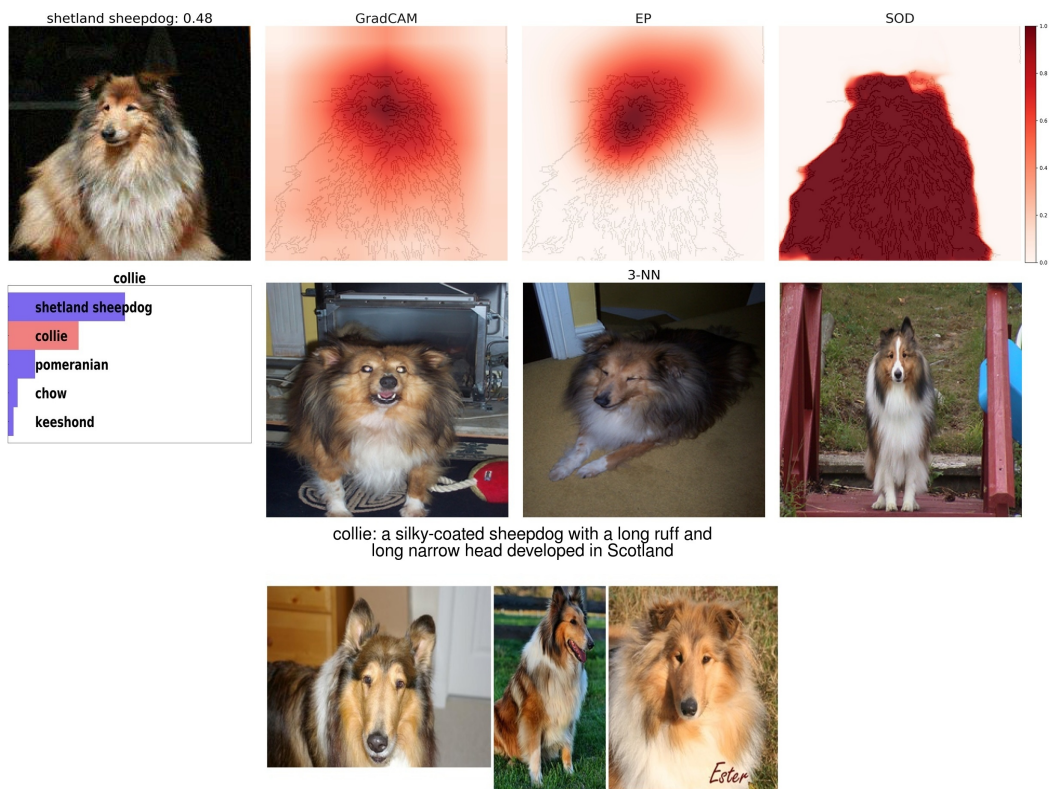 shetland sheepdog: 0.48
GradCAM
EP
SOD
1.0
0.8
0.6
0.4
0.2
0.0
collie
3-NN
shetland sheepdog
collie
pomeranian
chow
keeshond
collie: a silky-coated sheepdog with a long ruff and
long narrow head developed in Scotland
Ester